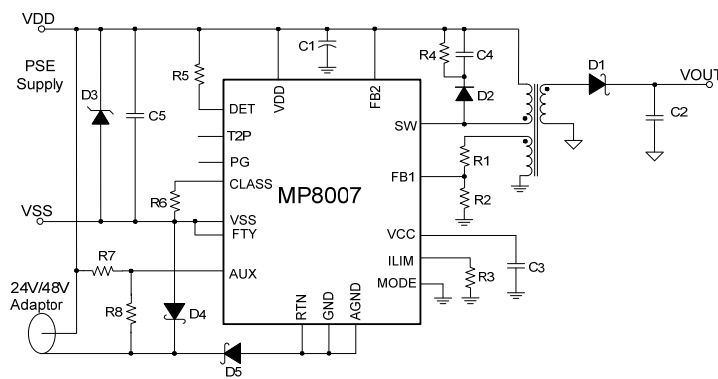 VDD
PSE
Supply
D3
C5
R5
C1
R4
C4
D1
VOUT
D2
C2
DET
VDD
FB2
T2P
SW
PG
CLASS
R6
R1
MP8007
FB1
R2
VSS
VSS
FTY
VCC
R7
AUX
ILIM
R3
C3
24V/48V
Adaptor
MODE
R8
D4
RTN
GND
AGND
D5